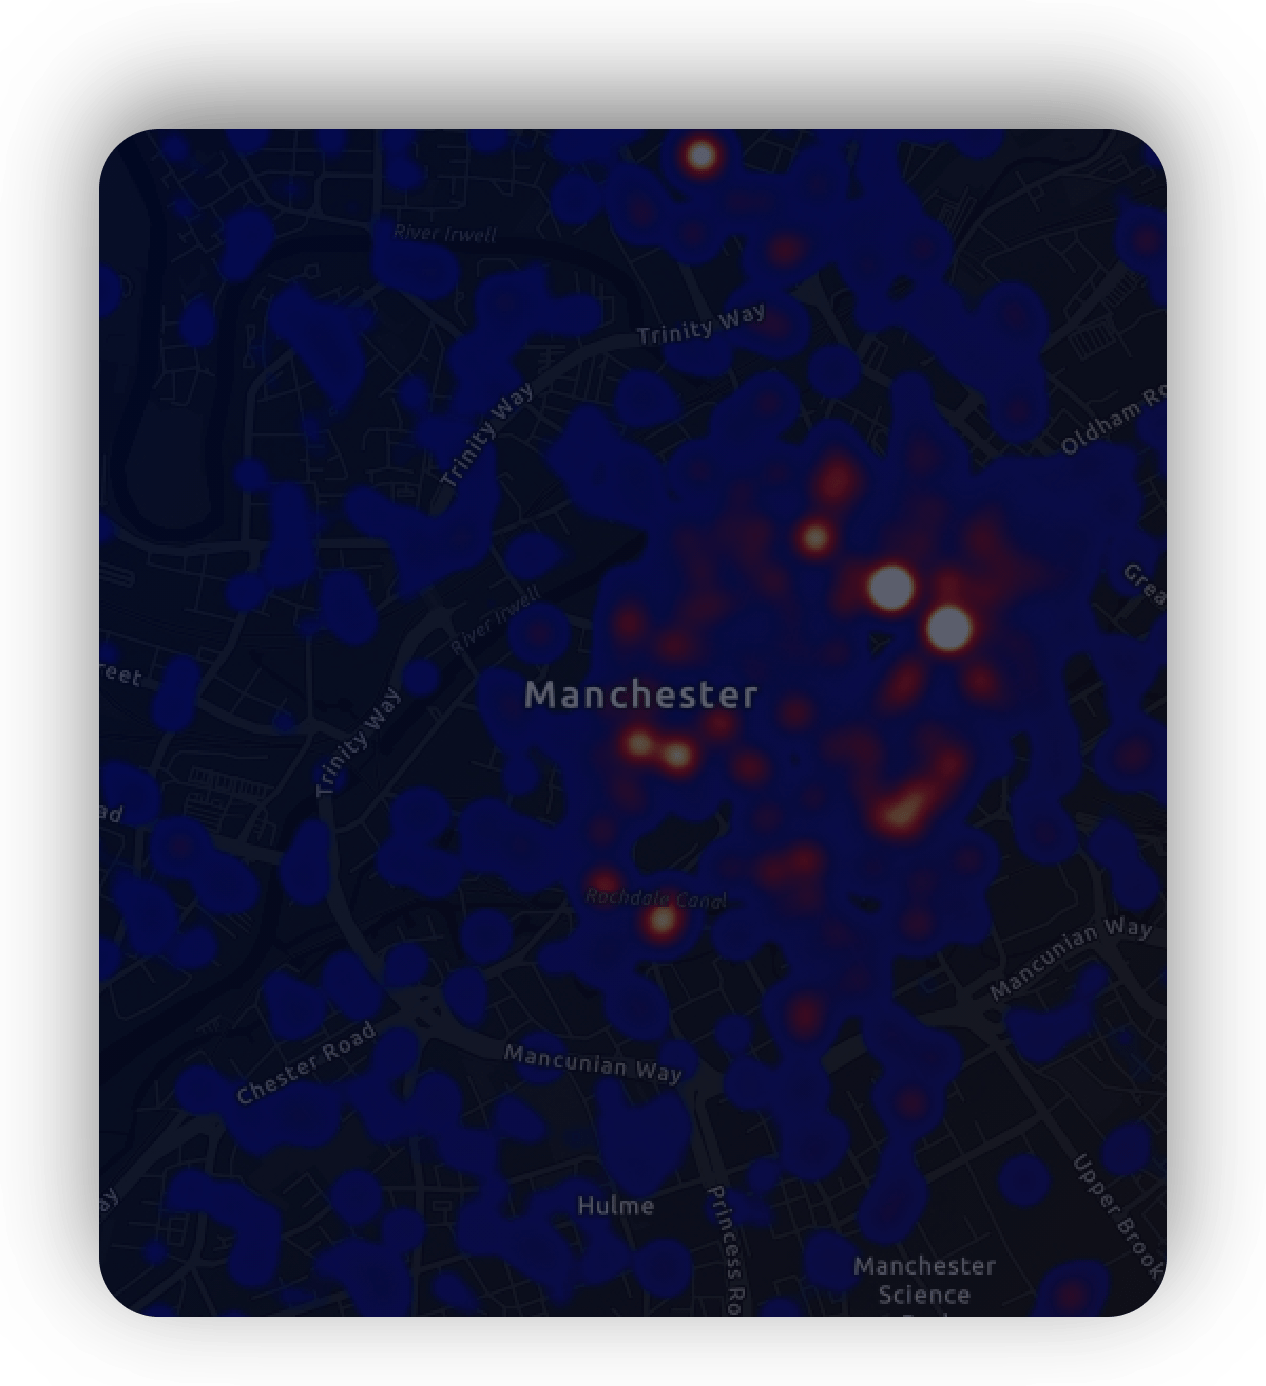 River Irwell
Trinity Way
Oldham Ro
Trinity Way
Grea
River Irwell
reet
Manchester
Trinity Way
ad
Rochdale Canal
Mancunian Way
Chester Road
Mancunian Way
ay
Hulme
Princess Ro
Upper Brook
Manchester
Science